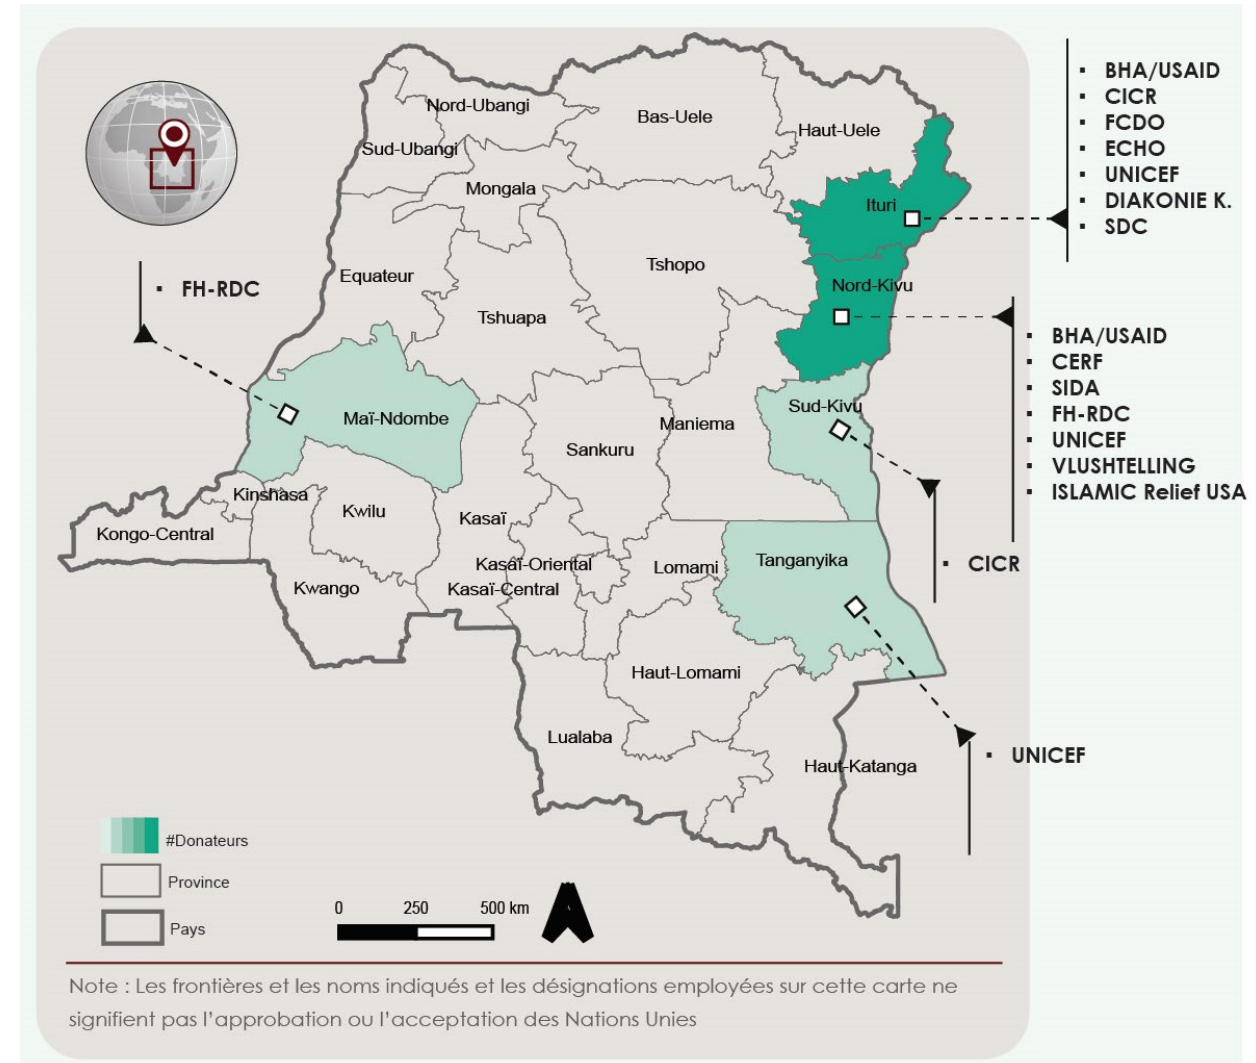 Nord-Ubangi
Bas-Uele
Haut-Uele
Sud-Ubangi
Mongala
Ituri
Equateur
Tshopo
Nord-Kivu
Tshuapa
Maï-Ndombe
Sud-Kivu
Maniema
Sankuru
Kinshasa
Kwilu
Kasaï
Kongo-Central
Kasaï-Oriental
Lomami
Tanganyika
Kwango
Kasaï-Central
Haut-Lomami
Lualaba
Haut-Katanga
▪ FH-RDC
▪ BHA/USAID
▪ CICR
▪ FCDO
▪ ECHO
▪ UNICEF
▪ DIAKONIE K.
▪ SDC
▪ BHA/USAID
▪ CERF
▪ SIDA
▪ FH-RDC
▪ UNICEF
▪ VLUSHTELLING
▪ ISLAMIC Relief USA
▪ CICR
▪ UNICEF
#Donateurs
Province
Pays
0 250 500 km
Note : Les frontières et les noms indiqués et les désignations employées sur cette carte ne
signifient pas l'approbation ou l'acceptation des Nations Unies